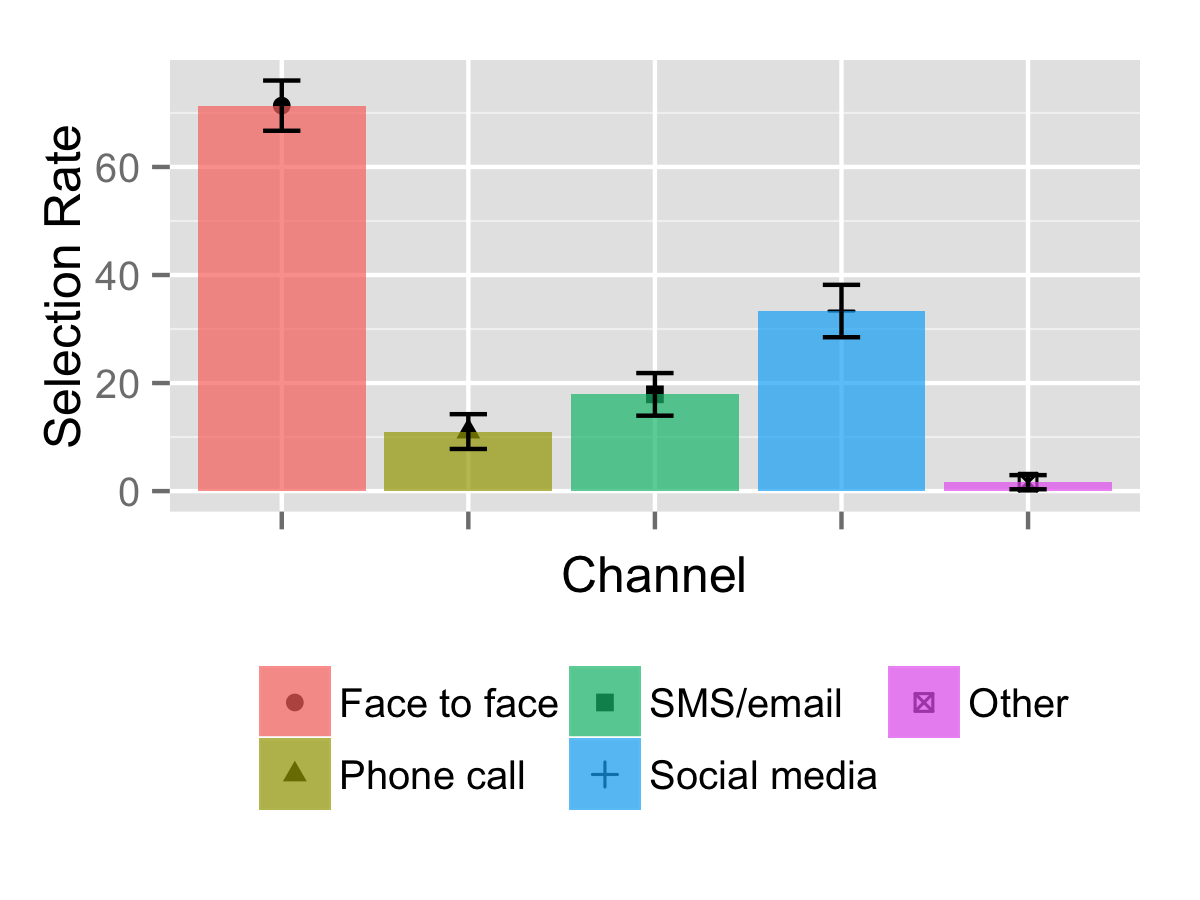 Selection Rate
60
40
20
0
Channel
Face to face
SMS/email
Other
Phone call
Social media